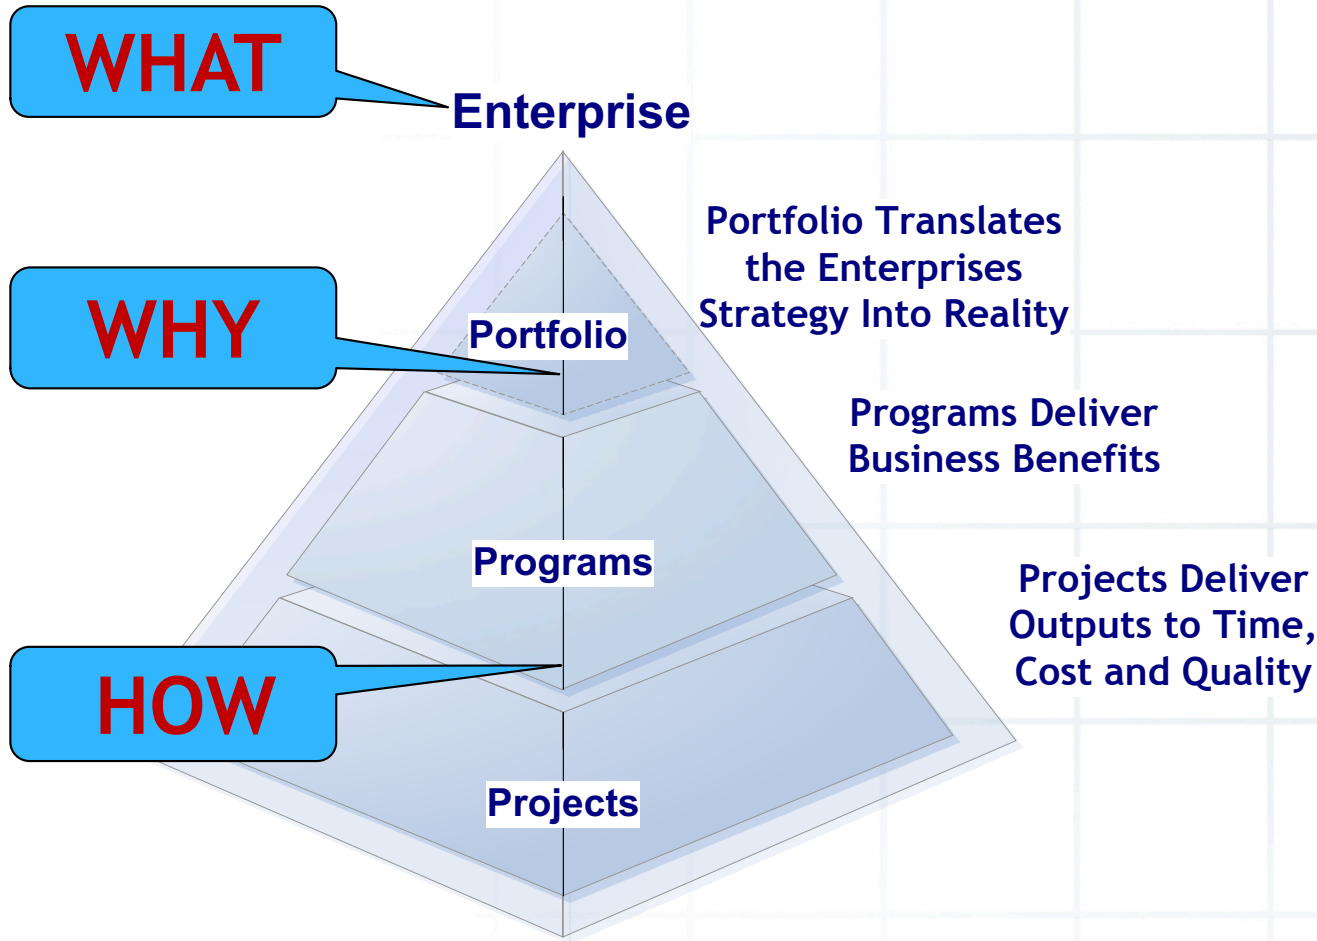 WHAT
Enterprise
Portfolio Translates
the Enterprises
Strategy Into Reality
WHY
Portfolio
Programs Deliver
Business Benefits
Programs
Projects Deliver
Outputs to Time,
Cost and Quality
HOW
Projects